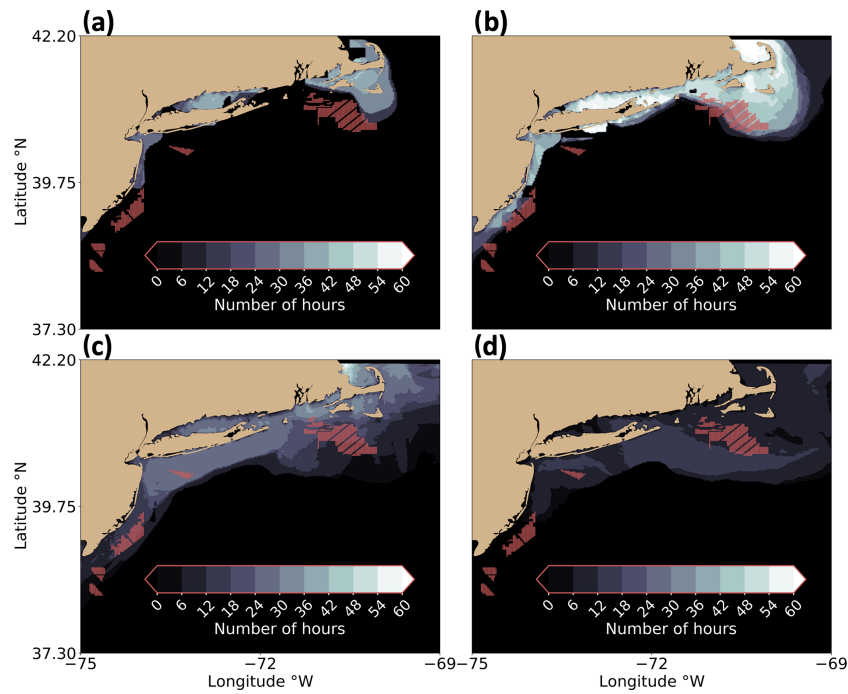 (a)
(b)
42.20
39.75
37.30
Latitude °N
0 6 12 18 24 30 36 42 48 54 60
Number of hours
0 6 12 18 24 30 36 42 48 54 60
Number of hours
(c)
(d)
42.20
39.75
37.30
Latitude °N
0 6 12 18 24 30 36 42 48 54 60
Number of hours
0 6 12 18 24 30 36 42 48 54 60
Number of hours
−75 −72 −69
Longitude °W
−75 −72 −69
Longitude °W